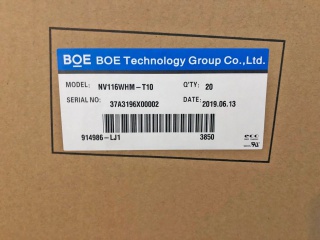 BOE BOE Technology Group Co.,Ltd.
MODEL: NV116WHM-T10 Q'TY: 20
SERIAL NO: 37A3196X00002 DATE: 2019.06.13
914986-LJ1 3850